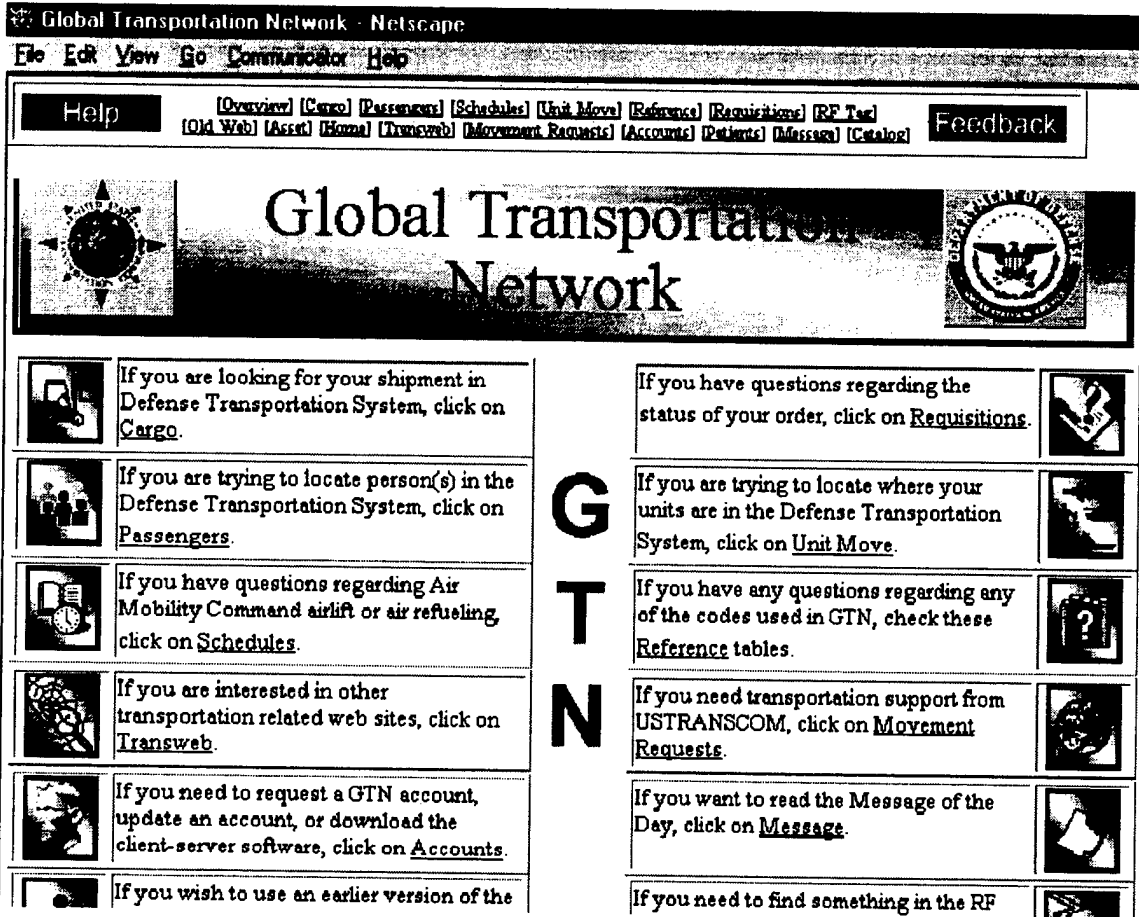 Global Transportation Network - Netscape
File Edit View Go Communicator Help
Help
[Overview] [Cargo] [Passengers] [Schedules] [Unit Move] [Reference] [Requisitions] [RF Tag]
[Old Web] [Asset] [Home] [Transweb] [Movement Requests] [Accounts] [Patients] [Message] [Catalog]
Feedback
Global Transportation
Network
DEPARTMENT OF DEFENSE
If you are looking for your shipment in
Defense Transportation System, click on
Cargo.
If you are trying to locate person(s) in the
Defense Transportation System, click on
Passengers.
If you have questions regarding Air
Mobility Command airlift or air refueling,
click on Schedules.
If you are interested in other
transportation related web sites, click on
Transweb.
If you need to request a GTN account,
update an account, or download the
client-server software, click on Accounts.
If you wish to use an earlier version of the
G
T
N
If you have questions regarding the
status of your order, click on Requisitions.
If you are trying to locate where your
units are in the Defense Transportation
System, click on Unit Move.
If you have any questions regarding any
of the codes used in GTN, check these
Reference tables.
If you need transportation support from
USTRANSCOM, click on Movement
Requests.
If you want to read the Message of the
Day, click on Message.
If you need to find something in the RF